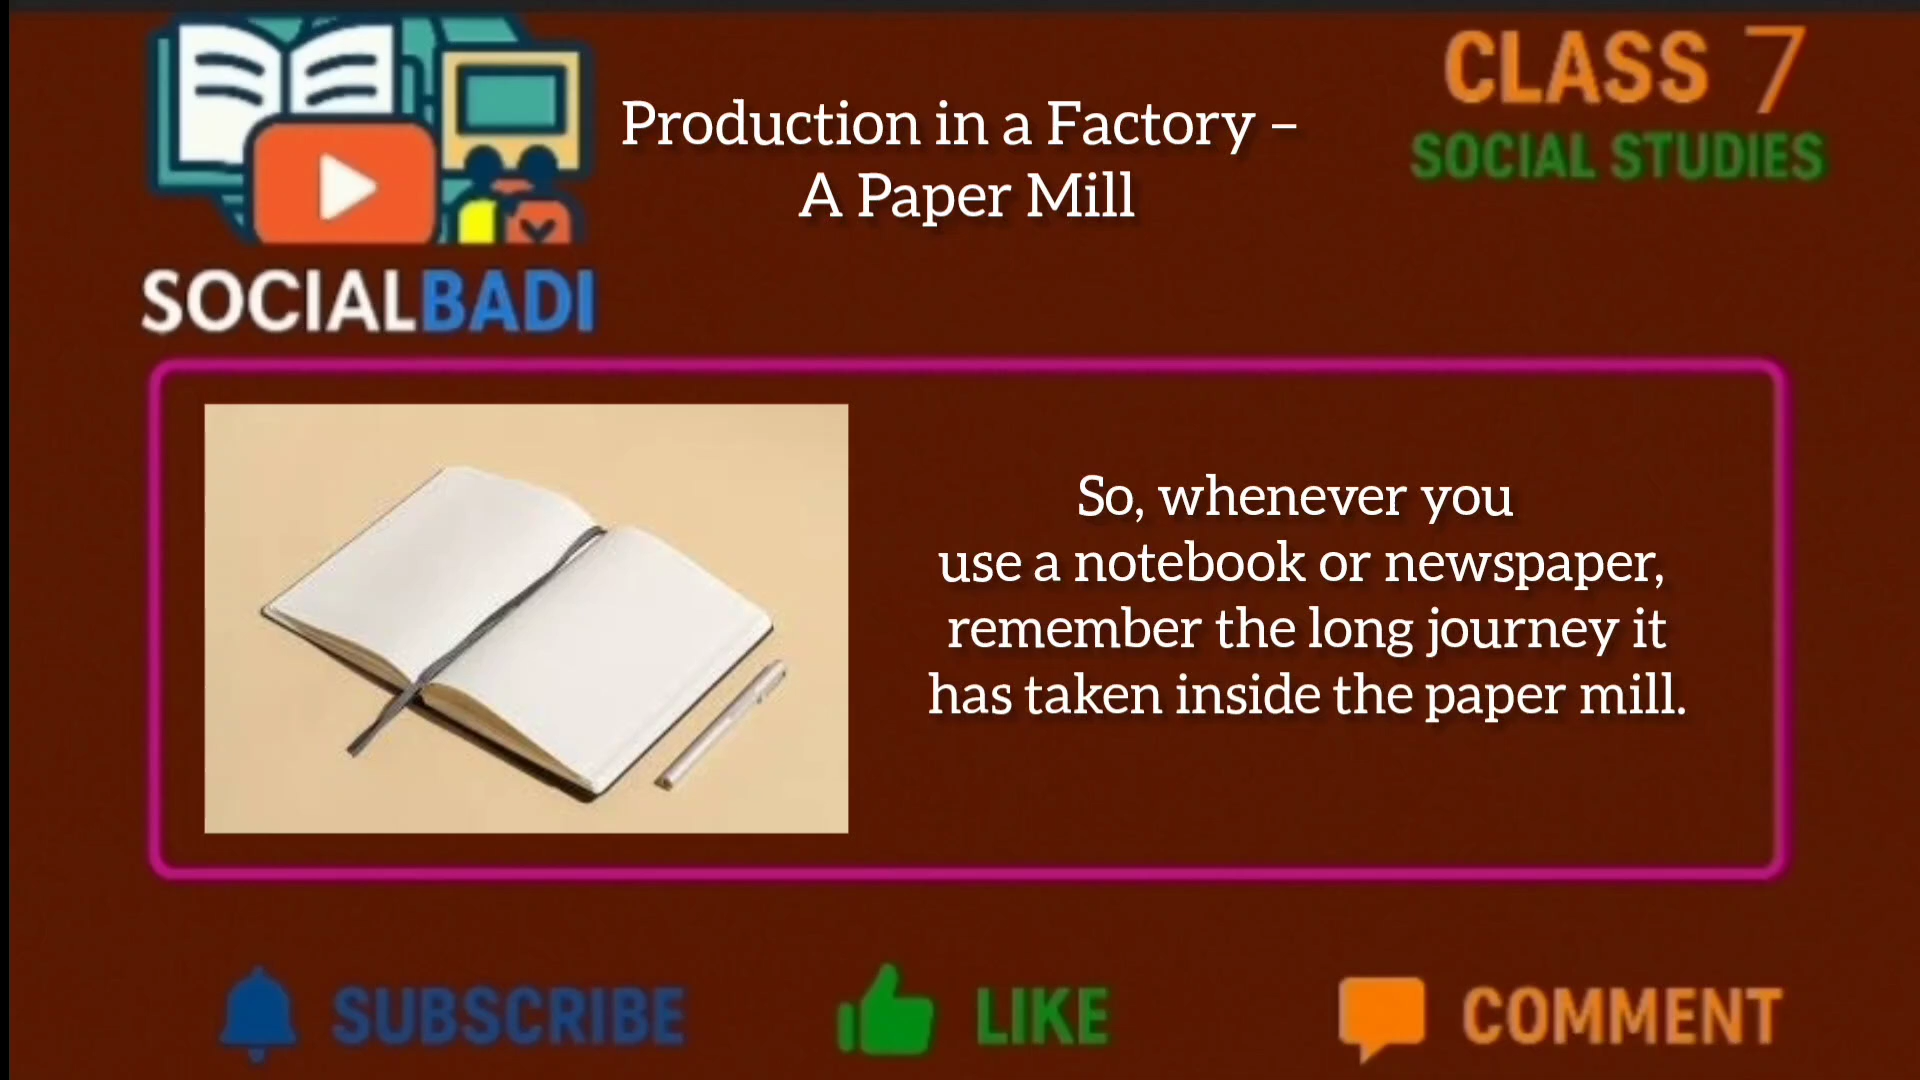 CLASS 7
SOCIAL STUDIES
Production in a Factory –
A Paper Mill
SOCIALBADI
So, whenever you
use a notebook or newspaper,
remember the long journey it
has taken inside the paper mill.
SUBSCRIBE
LIKE
COMMENT